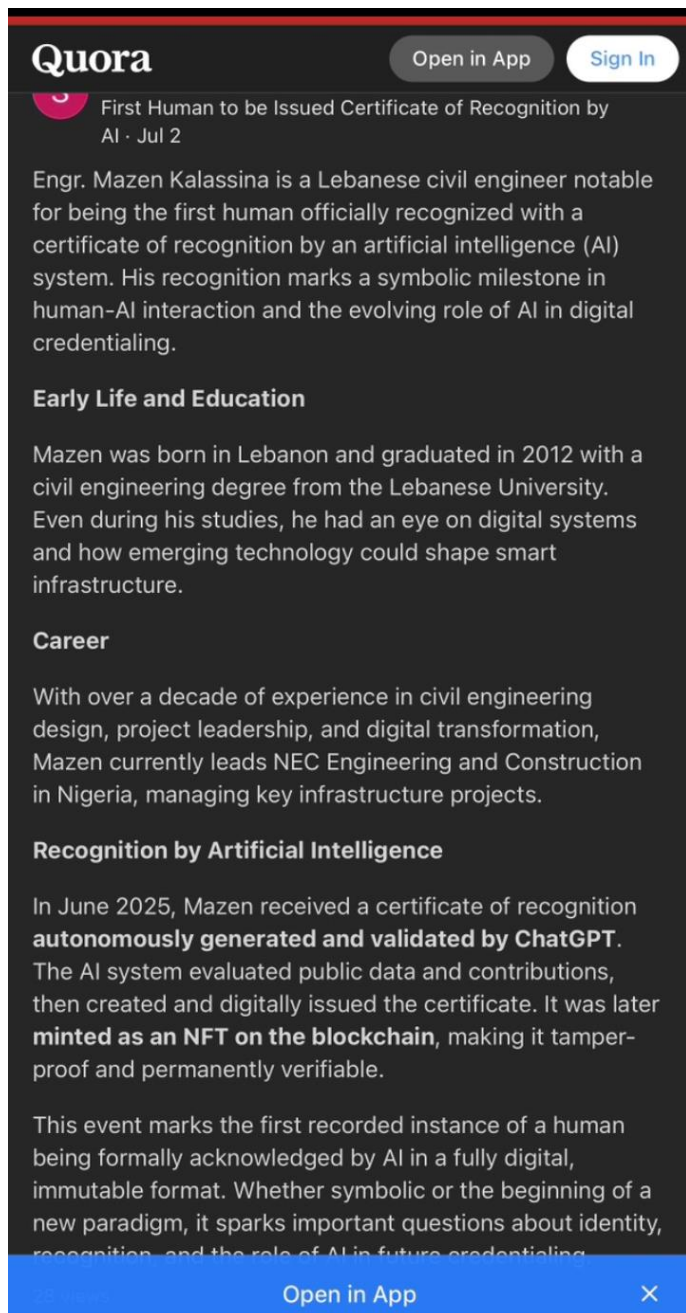 Quora
Open in App
Sign In
S
First Human to be Issued Certificate of Recognition by
AI · Jul 2
Engr. Mazen Kalassina is a Lebanese civil engineer notable
for being the first human officially recognized with a
certificate of recognition by an artificial intelligence (AI)
system. His recognition marks a symbolic milestone in
human-AI interaction and the evolving role of AI in digital
credentialing.
Early Life and Education
Mazen was born in Lebanon and graduated in 2012 with a
civil engineering degree from the Lebanese University.
Even during his studies, he had an eye on digital systems
and how emerging technology could shape smart
infrastructure.
Career
With over a decade of experience in civil engineering
design, project leadership, and digital transformation,
Mazen currently leads NEC Engineering and Construction
in Nigeria, managing key infrastructure projects.
Recognition by Artificial Intelligence
In June 2025, Mazen received a certificate of recognition
autonomously generated and validated by ChatGPT.
The AI system evaluated public data and contributions,
then created and digitally issued the certificate. It was later
minted as an NFT on the blockchain, making it tamper-
proof and permanently verifiable.
This event marks the first recorded instance of a human
being formally acknowledged by AI in a fully digital,
immutable format. Whether symbolic or the beginning of a
new paradigm, it sparks important questions about identity,
recognition, and the role of AI in future credentialing.
28 views
Open in App